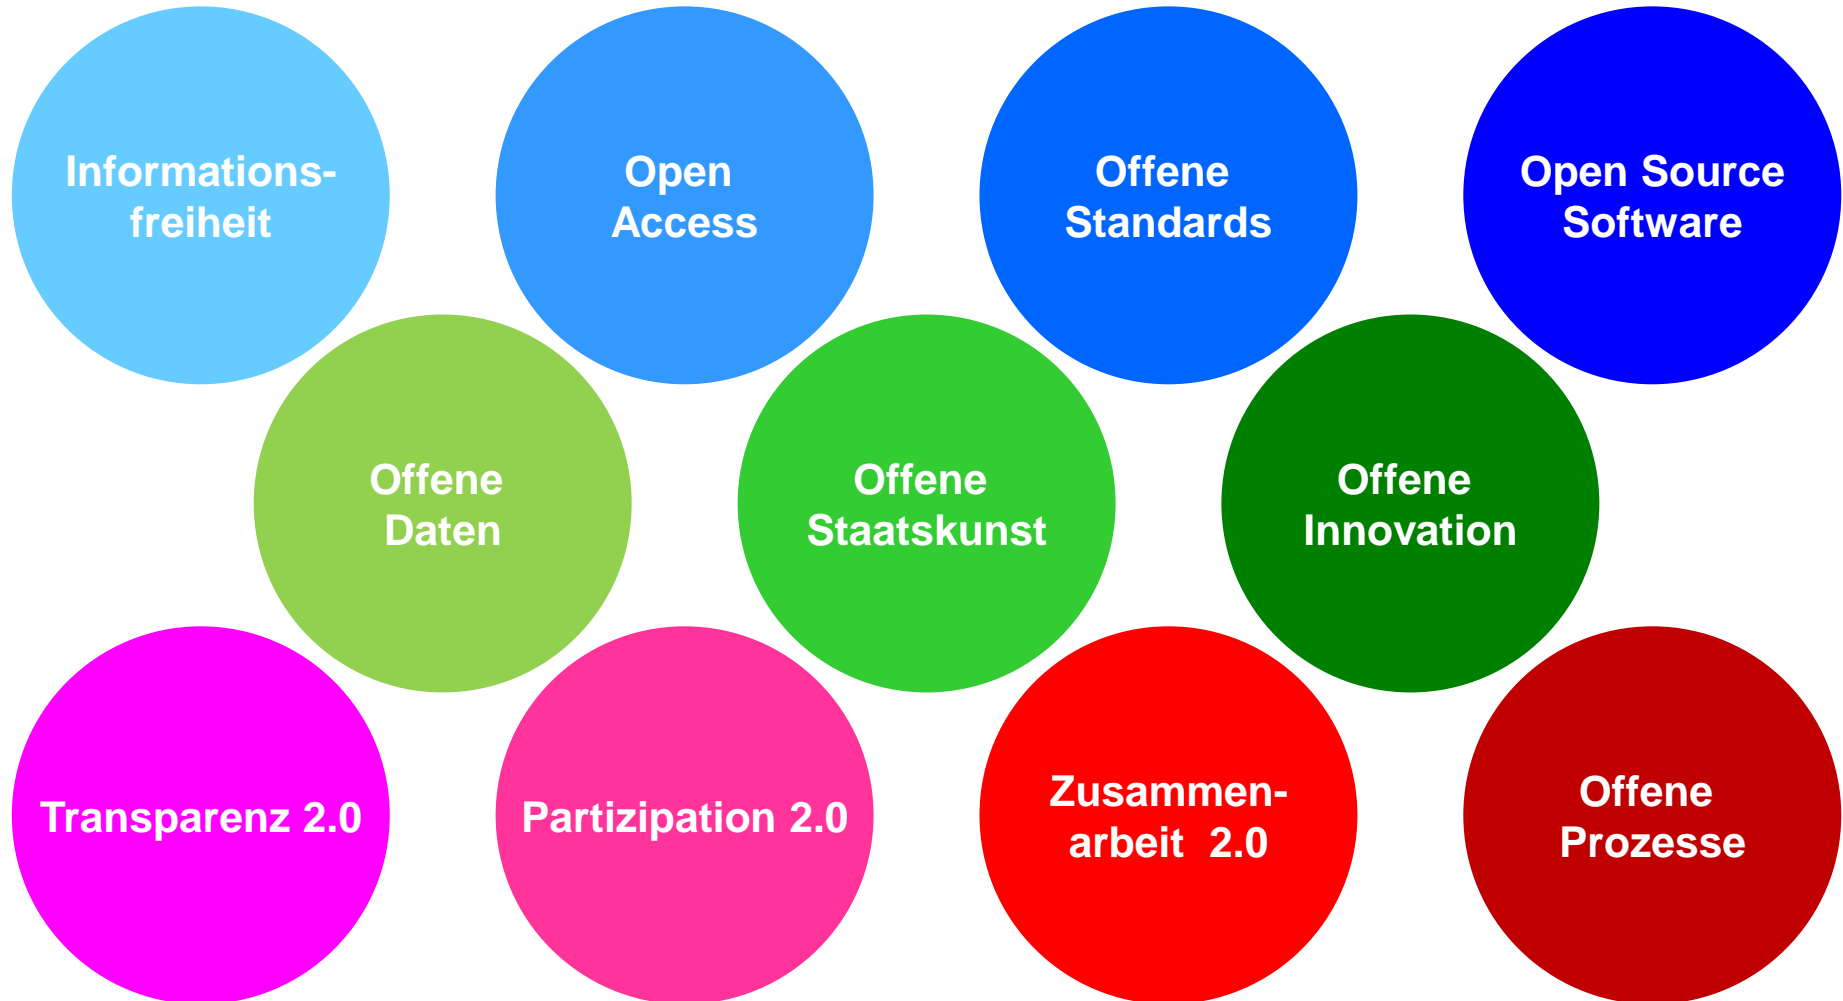 Informations-
freiheit
Open
Access
Offene
Standards
Open Source
Software
Offene
Daten
Offene
Staatskunst
Offene
Innovation
Transparenz 2.0
Partizipation 2.0
Zusammen-
arbeit  2.0
Offene
Prozesse